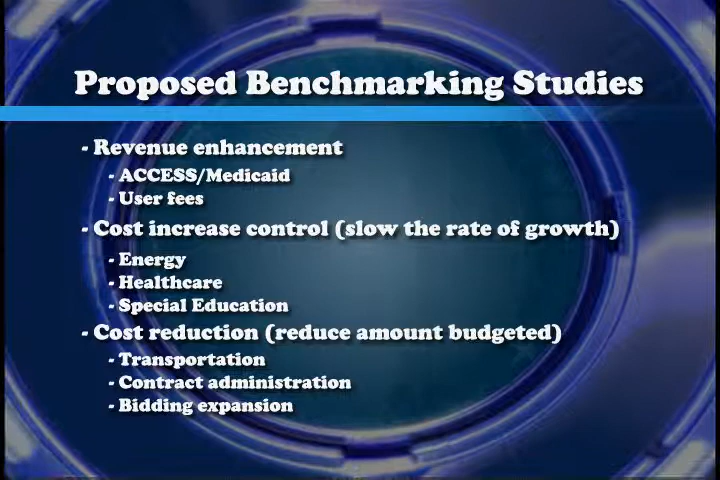 Proposed Benchmarking Studies
- Revenue enhancement
- ACCESS/Medicaid
- User fees
- Cost increase control (slow the rate of growth)
- Energy
- Healthcare
- Special Education
- Cost reduction (reduce amount budgeted)
- Transportation
- Contract administration
- Bidding expansion